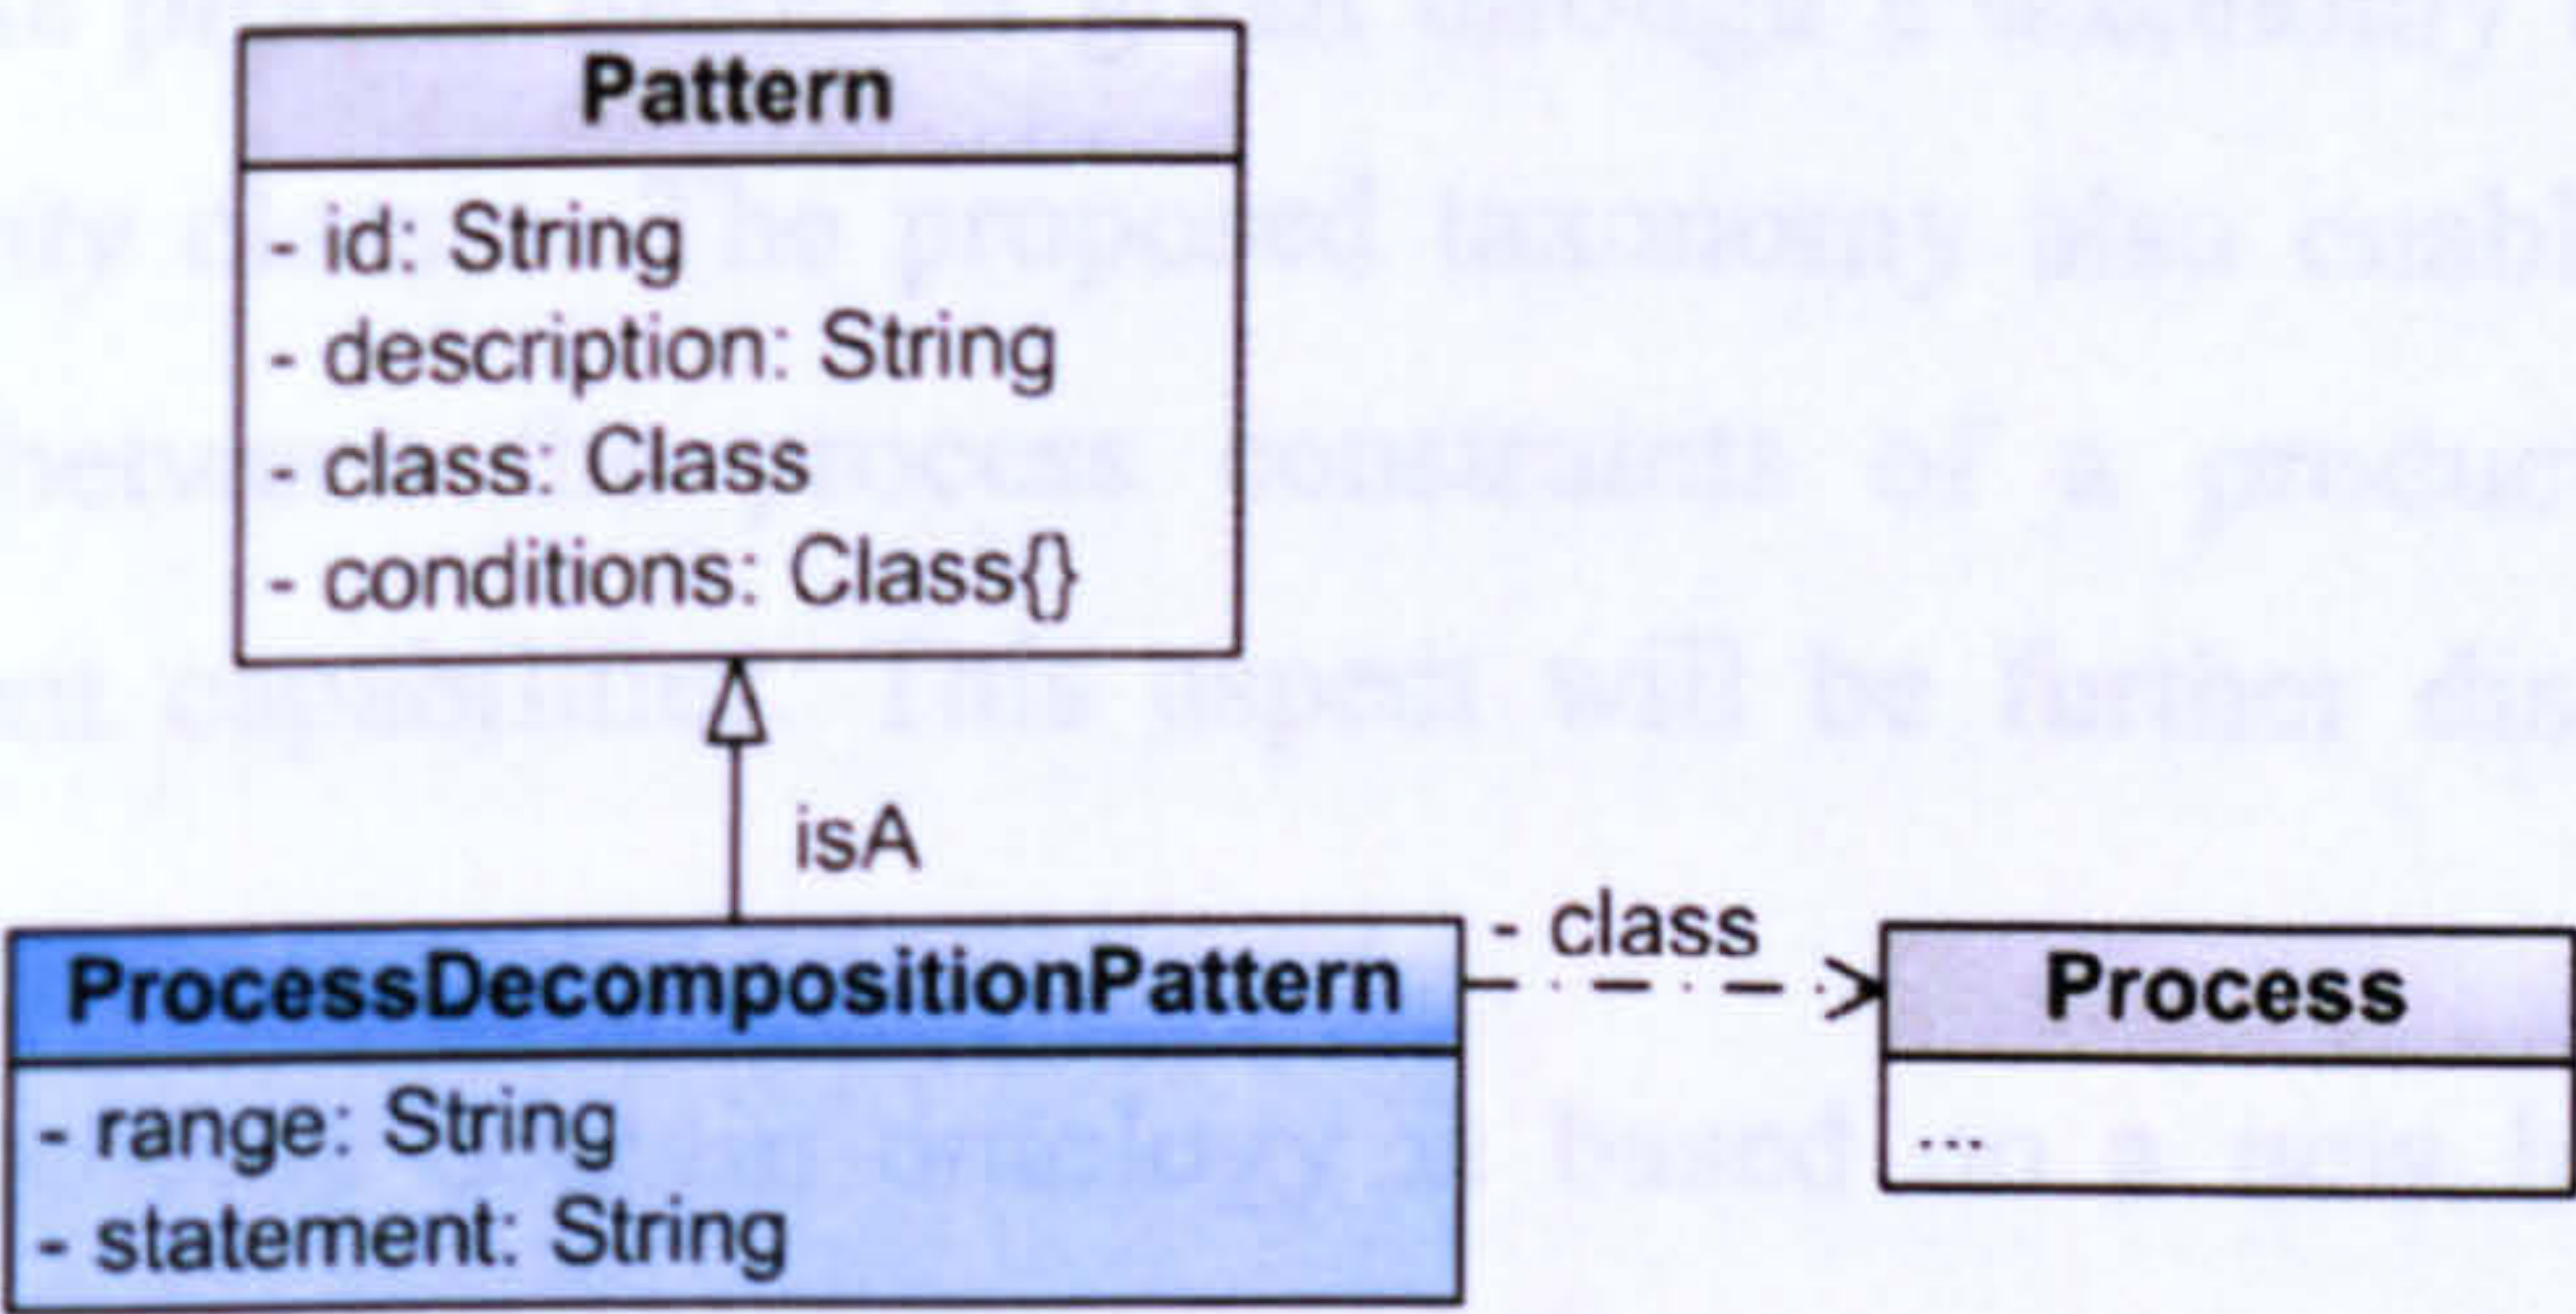 Pattern
- id: String
- description: String
- class: Class
- conditions: Class{}
isA
ProcessDecompositionPattern
- class
Process
- range: String
...
- statement: String